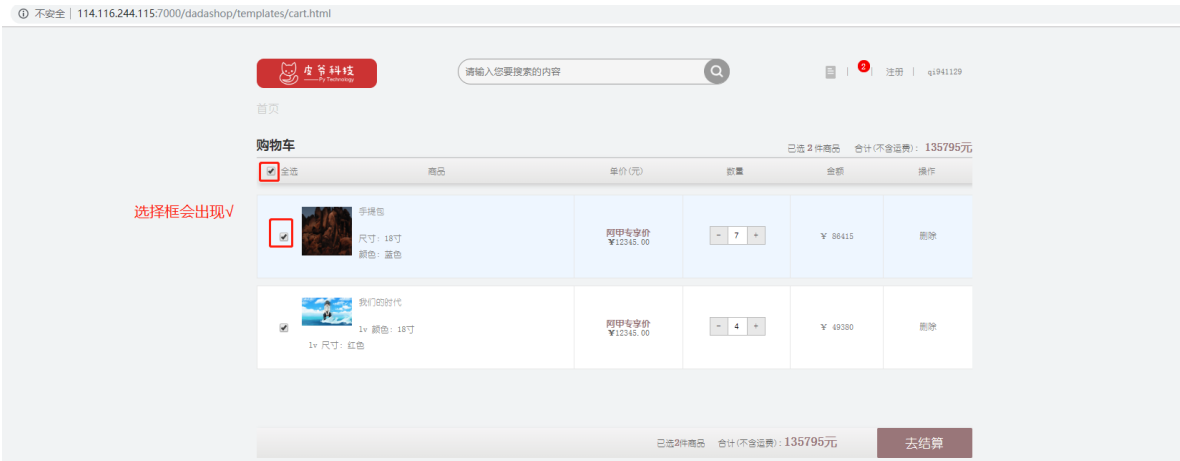 不安全 | 114.116.244.115:7000/dadashop/templates/cart.html
皮爷科技
Py Technology
请输入您要搜索的内容
| 2 | 注册 | qi941129
首页
购物车
已选 2 件商品 合计(不含运费): 135795元
全选 商品 单价(元) 数量 金额 操作
选择框会出现√
手提包
尺寸: 18寸
颜色: 蓝色
阿甲专享价
¥12345.00
- 7 +
¥ 86415
删除
我们的时代
lv 颜色: 18寸
lv 尺寸: 红色
阿甲专享价
¥12345.00
- 4 +
¥ 49380
删除
已选2件商品 合计(不含运费): 135795元 去结算